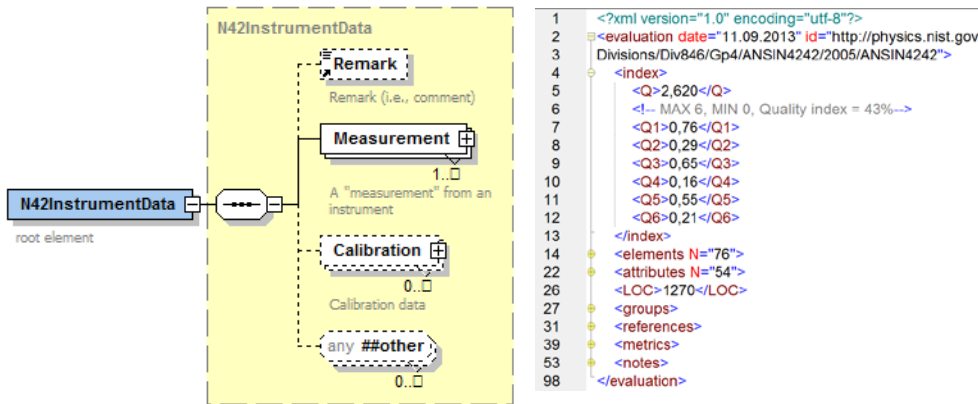 N42InstrumentData
Remark
Remark (i.e., comment)
Measurement
1..□
A "measurement" from an
instrument
N42InstrumentData
root element
Calibration
0..□
Calibration data
any ##other
0..□
1 <?xml version="1.0" encoding="utf-8"?>
2 <evaluation date="11.09.2013" id="http://physics.nist.gov
3 Divisions/Div846/Gp4/ANSIN4242/2005/ANSIN4242">
4 <index>
5 <Q>2,620</Q>
6 <!-- MAX 6, MIN 0, Quality index = 43%-->
7 <Q1>0,76</Q1>
8 <Q2>0,29</Q2>
9 <Q3>0,65</Q3>
10 <Q4>0,16</Q4>
11 <Q5>0,55</Q5>
12 <Q6>0,21</Q6>
13 </index>
14 <elements N="76">
22 <attributes N="54">
26 <LOC>1270</LOC>
27 <groups>
31 <references>
39 <metrics>
53 <notes>
98 </evaluation>